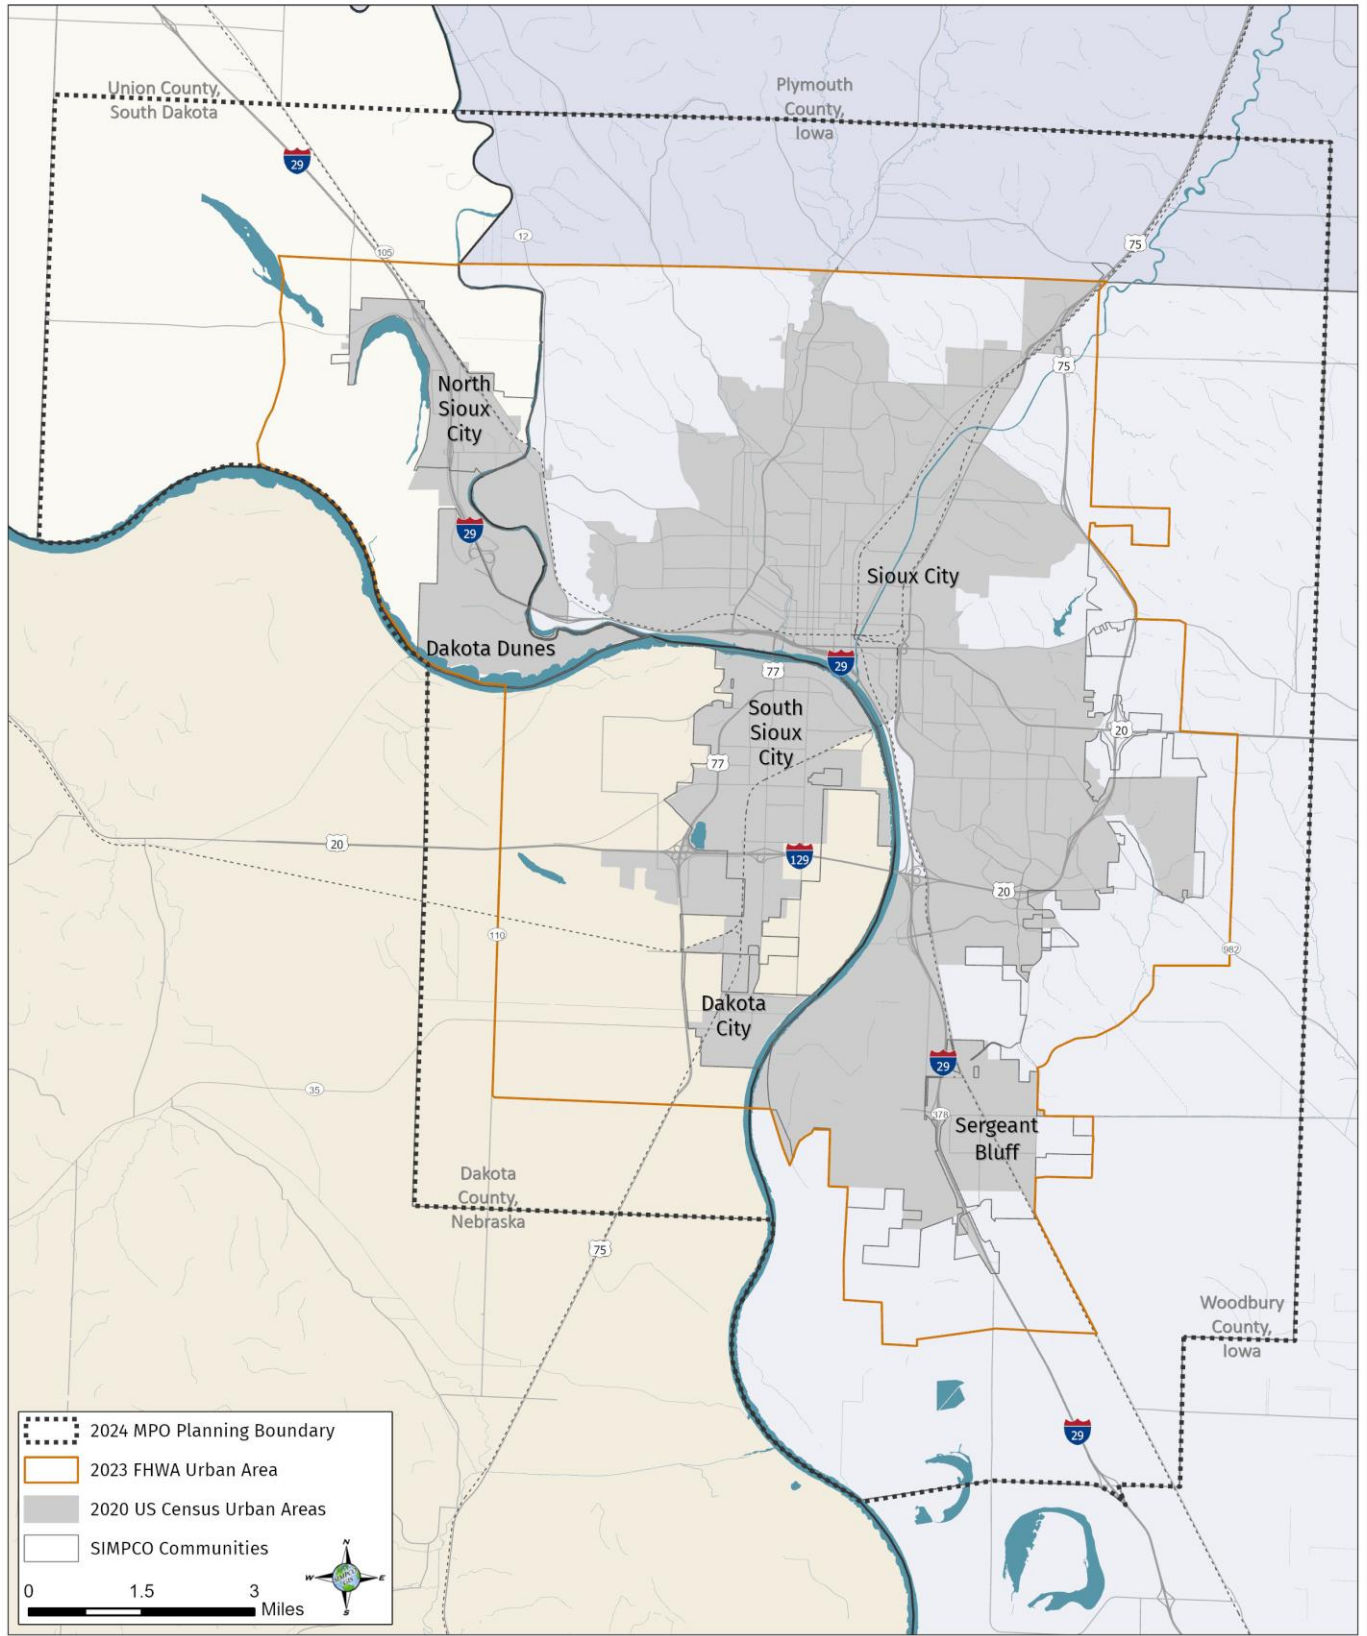 Union County,
South Dakota
Plymouth
County,
Iowa
29
12
75
105
75
North
Sioux
City
29
Sioux City
Dakota Dunes
29
77
South
Sioux
City
77
20
20
129
20
110
982
Dakota
City
29
35
378
Sergeant
Bluff
Dakota
County,
Nebraska
75
Woodbury
County,
Iowa
29
2024 MPO Planning Boundary
2023 FHWA Urban Area
2020 US Census Urban Areas
SIMPCO Communities
N
W
E
S
0 1.5 3
Miles